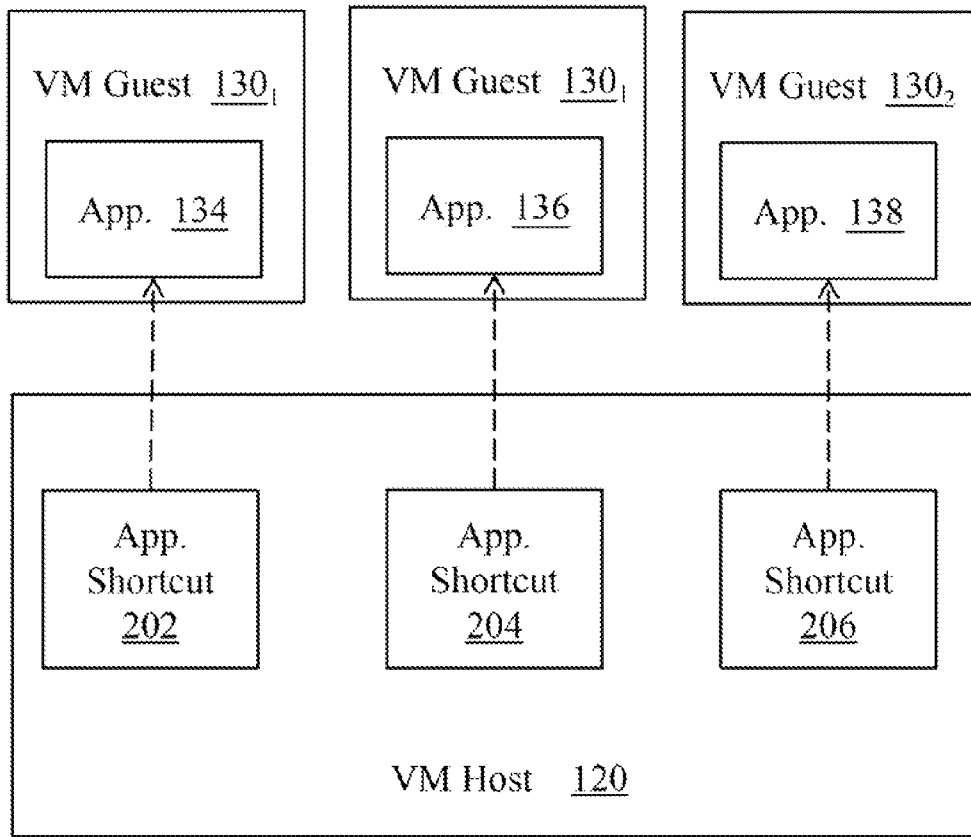 VM Guest 130₁
App. 134
VM Guest 130₁
App. 136
VM Guest 130₂
App. 138
App.
Shortcut
202
App.
Shortcut
204
App.
Shortcut
206
VM Host 120